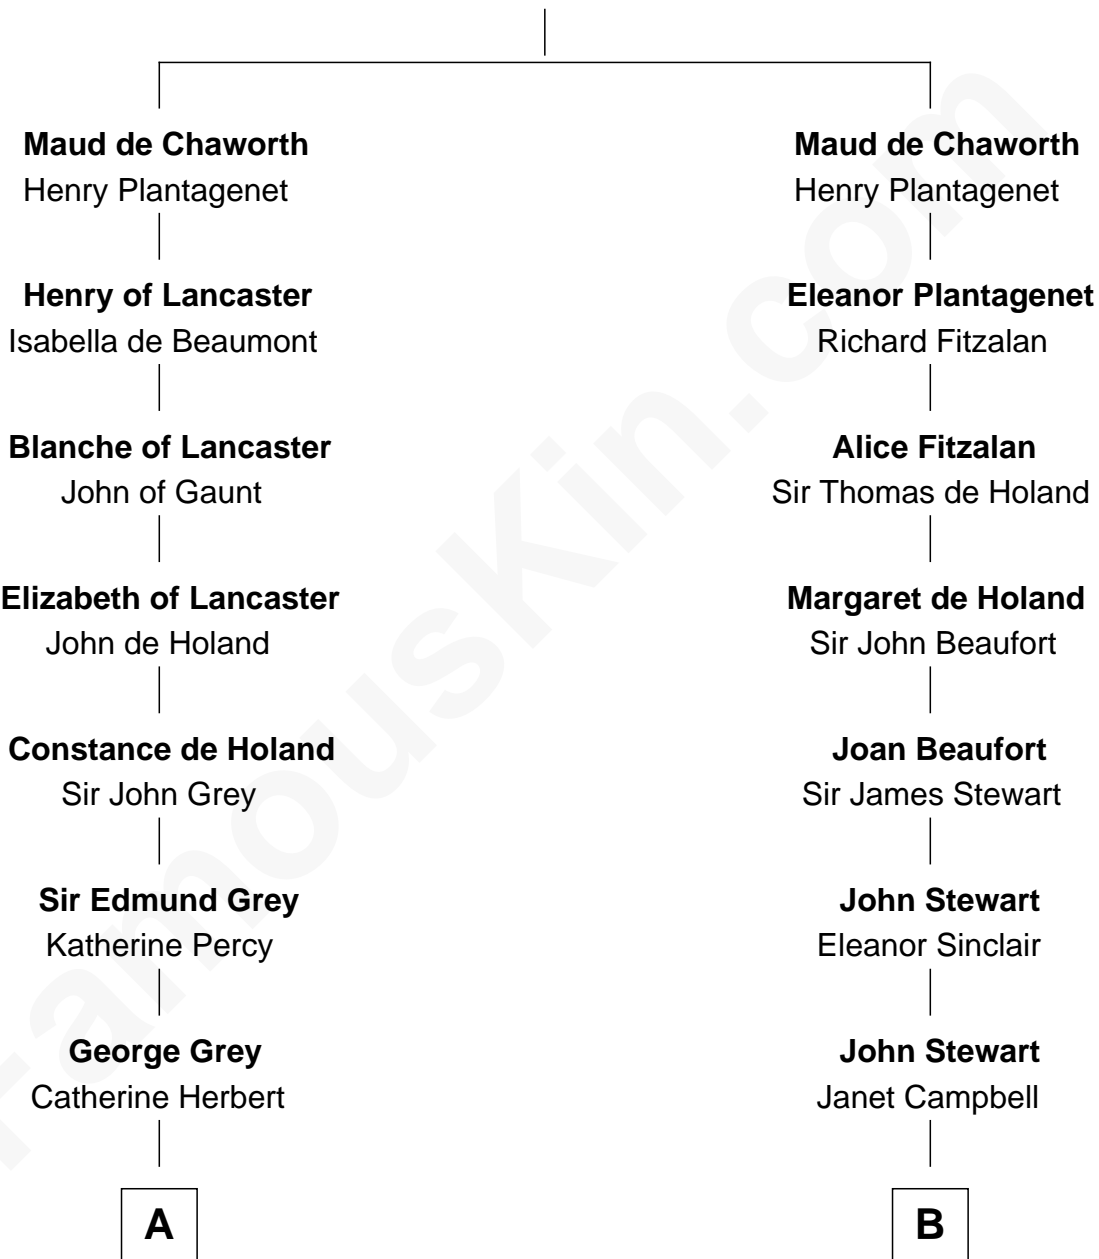 Maud de Chaworth
Henry Plantagenet
Henry of Lancaster
Isabella de Beaumont
Blanche of Lancaster
John of Gaunt
Elizabeth of Lancaster
John de Holand
Constance de Holand
Sir John Grey
Sir Edmund Grey
Katherine Percy
George Grey
Catherine Herbert
A
Maud de Chaworth
Henry Plantagenet
Eleanor Plantagenet
Richard Fitzalan
Alice Fitzalan
Sir Thomas de Holand
Margaret de Holand
Sir John Beaufort
Joan Beaufort
Sir James Stewart
John Stewart
Eleanor Sinclair
John Stewart
Janet Campbell
B
FamousKin.com